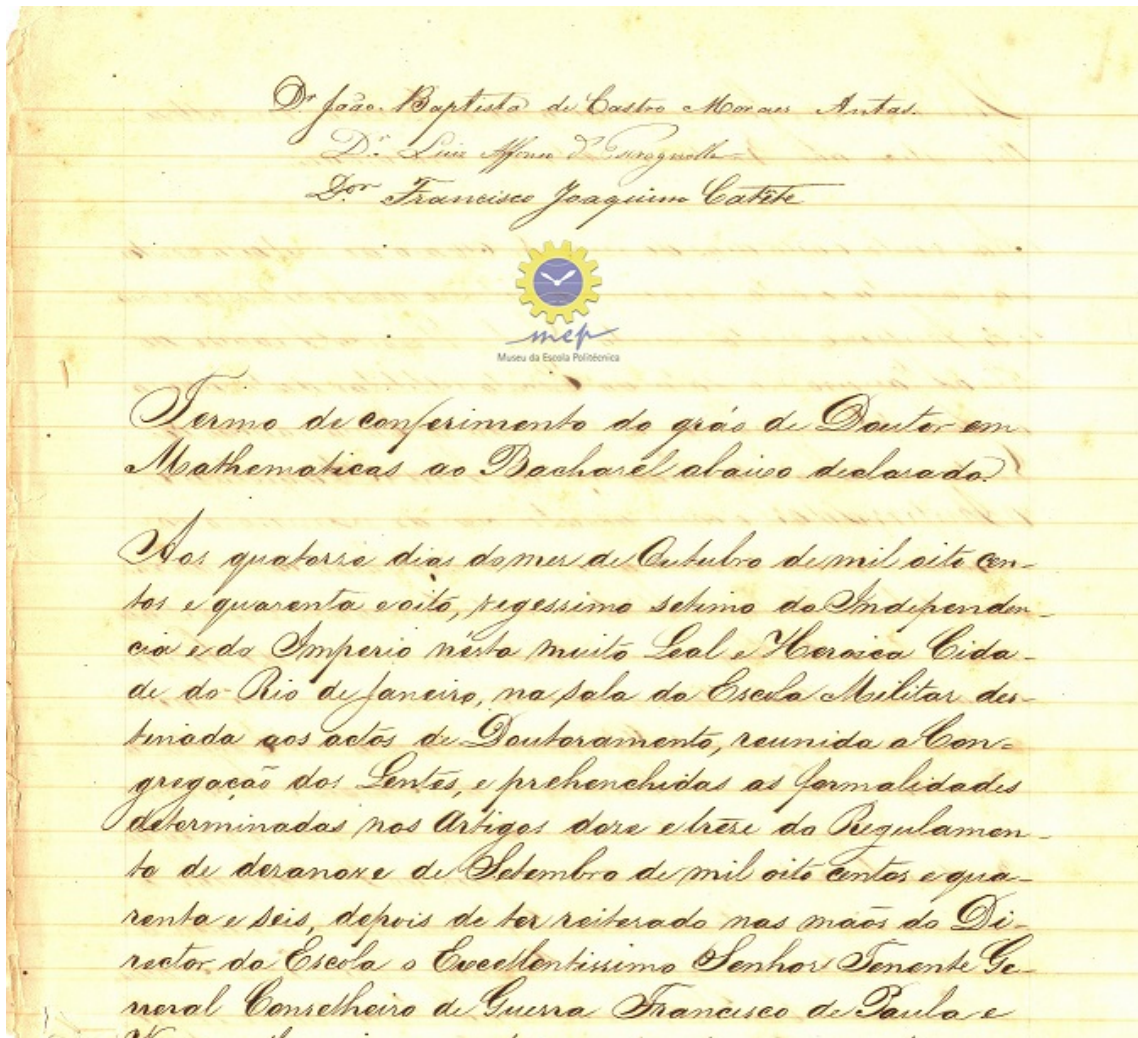 Dr João Baptista de Castro Moraes Antas.
Dr. Luiz Affonso d'Escragnolle
Dor Francisco Joaquim Catête
mep
Museu da Escola Politécnica
Termo de conferimento do gráo de Doutor em
Mathematicas ao Bacharel abaixo declarado.
Aos quatorze dias do mez de Outubro de mil oito cen-
tos e quarenta e oito, vegessimo setimo da Independen-
cia e do Imperio nésta muito Leal e Heroica Cida-
de do Rio de Janeiro, na sala da Escola Militar des-
tinada aos actos de Doutoramento, reunida a Con-
gregação dos Lentes, e prehenchidas as formalidades
determinadas nos Artigos doze e treze do Regulamen-
to de dezanove de Setembro de mil oito centos e qua-
renta e seis, depois de ter reiterado nas mãos do Di-
rector da Escola o Excellentissimo Senhor Tenente Ge-
neral Conselheiro de Guerra Francisco de Paula e